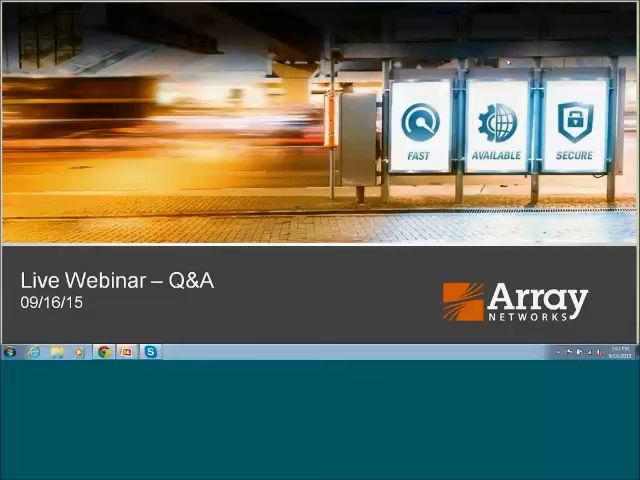 FAST
AVAILABLE
SECURE
Live Webinar – Q&A
09/16/15
Array
NETWORKS